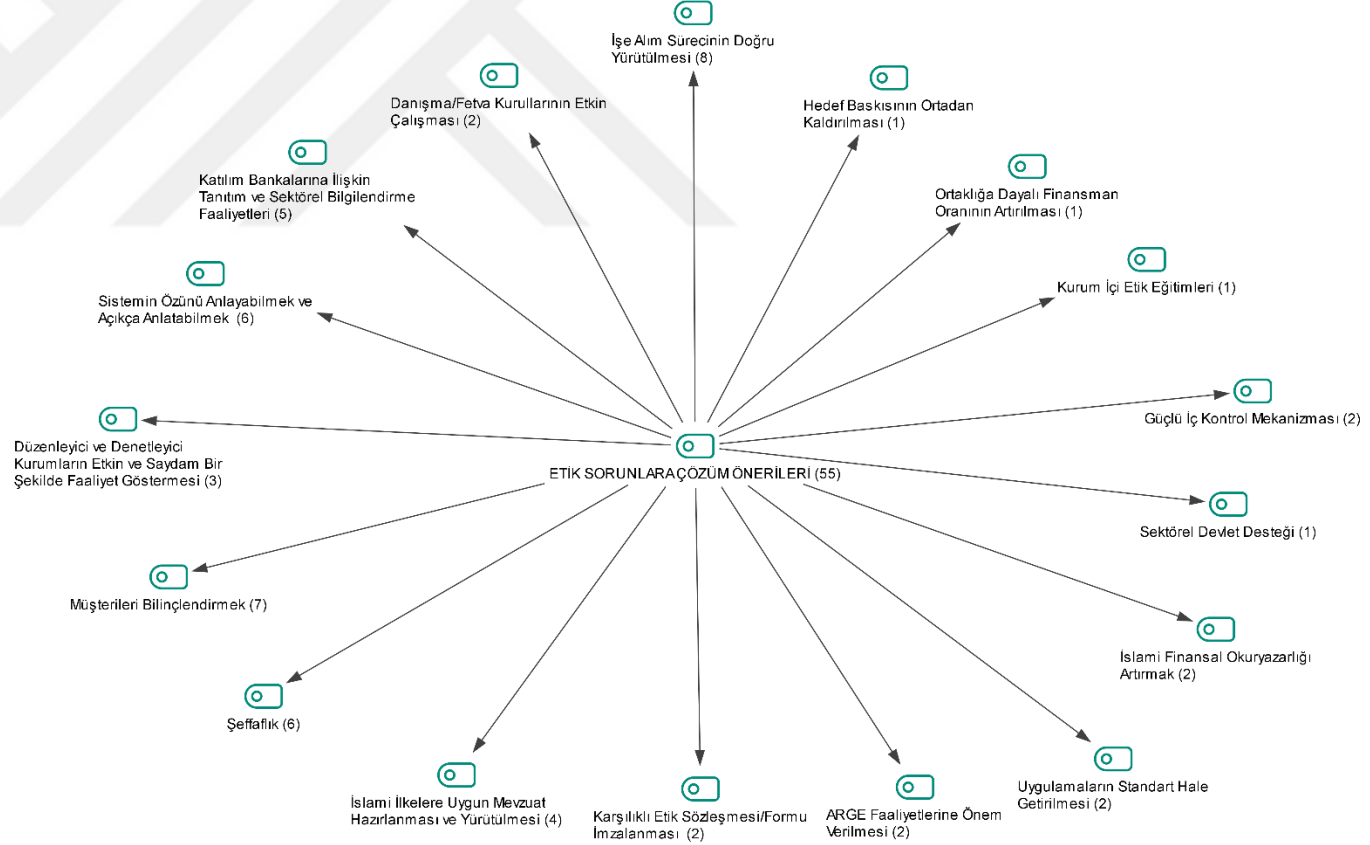 İşe Alım Sürecinin Doğru
Yürütülmesi (8)
Danışma/Fetva Kurullarının Etkin
Çalışması (2)
Hedef Baskısının Ortadan
Kaldırılması (1)
Katılım Bankalarına İlişkin
Tanıtım ve Sektörel Bilgilendirme
Faaliyetleri (5)
Ortaklığa Dayalı Finansman
Oranının Artırılması (1)
Sistemin Özünü Anlayabilmek ve
Açıkça Anlatabilmek (6)
Kurum İçi Etik Eğitimleri (1)
Güçlü İç Kontrol Mekanizması (2)
Düzenleyici ve Denetleyici
Kurumların Etkin ve Saydam Bir
Şekilde Faaliyet Göstermesi (3)
ETİK SORUNLARA ÇÖZÜM ÖNERİLERİ (55)
Sektörel Devlet Desteği (1)
Müşterileri Bilinçlendirmek (7)
İslami Finansal Okuryazarlığı
Artırmak (2)
Şeffaflık (6)
Uygulamaların Standart Hale
Getirilmesi (2)
İslami İlkelere Uygun Mevzuat
Hazırlanması ve Yürütülmesi (4)
Karşılıklı Etik Sözleşmesi/Formu
İmzalanması (2)
ARGE Faaliyetlerine Önem
Verilmesi (2)